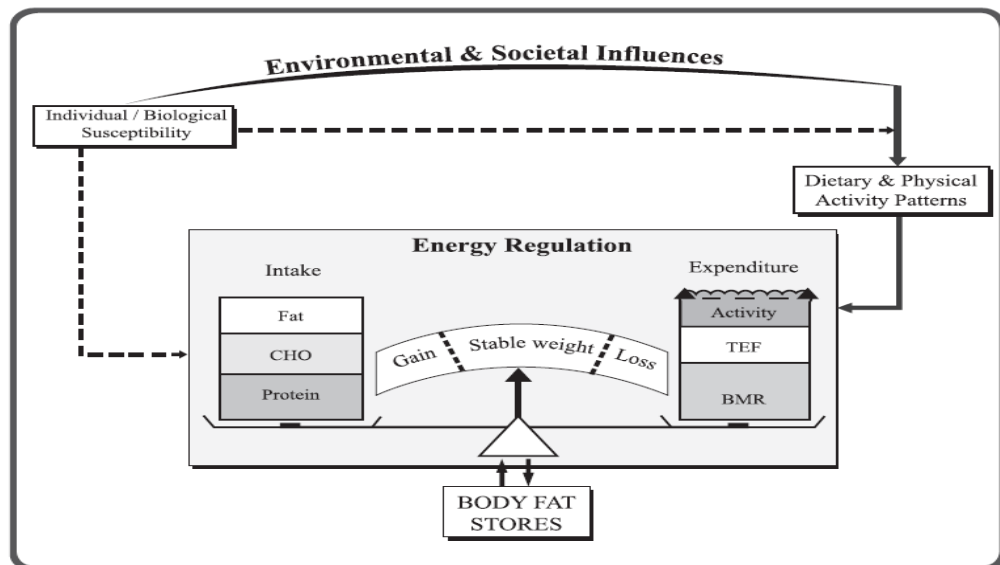 Environmental & Societal Influences
Individual / Biological
Susceptibility
Dietary & Physical
Activity Patterns
Energy Regulation
Intake
Expenditure
Fat
CHO
Protein
Gain
Stable weight
Loss
Activity
TEF
BMR
BODY FAT
STORES